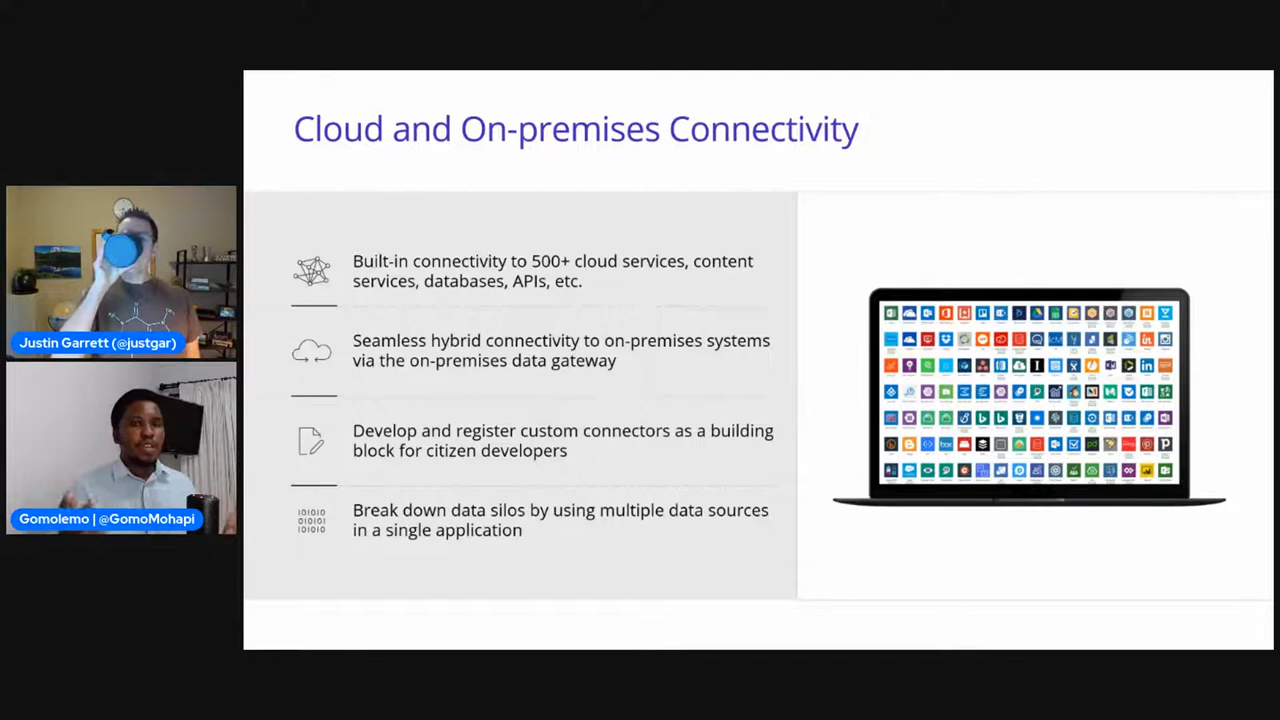 Cloud and On-premises Connectivity
Built-in connectivity to 500+ cloud services, content
services, databases, APIs, etc.
Seamless hybrid connectivity to on-premises systems
via the on-premises data gateway
Develop and register custom connectors as a building
block for citizen developers
Break down data silos by using multiple data sources
in a single application
Justin Garrett (@justgar)
Gomolemo | @GomoMohapi